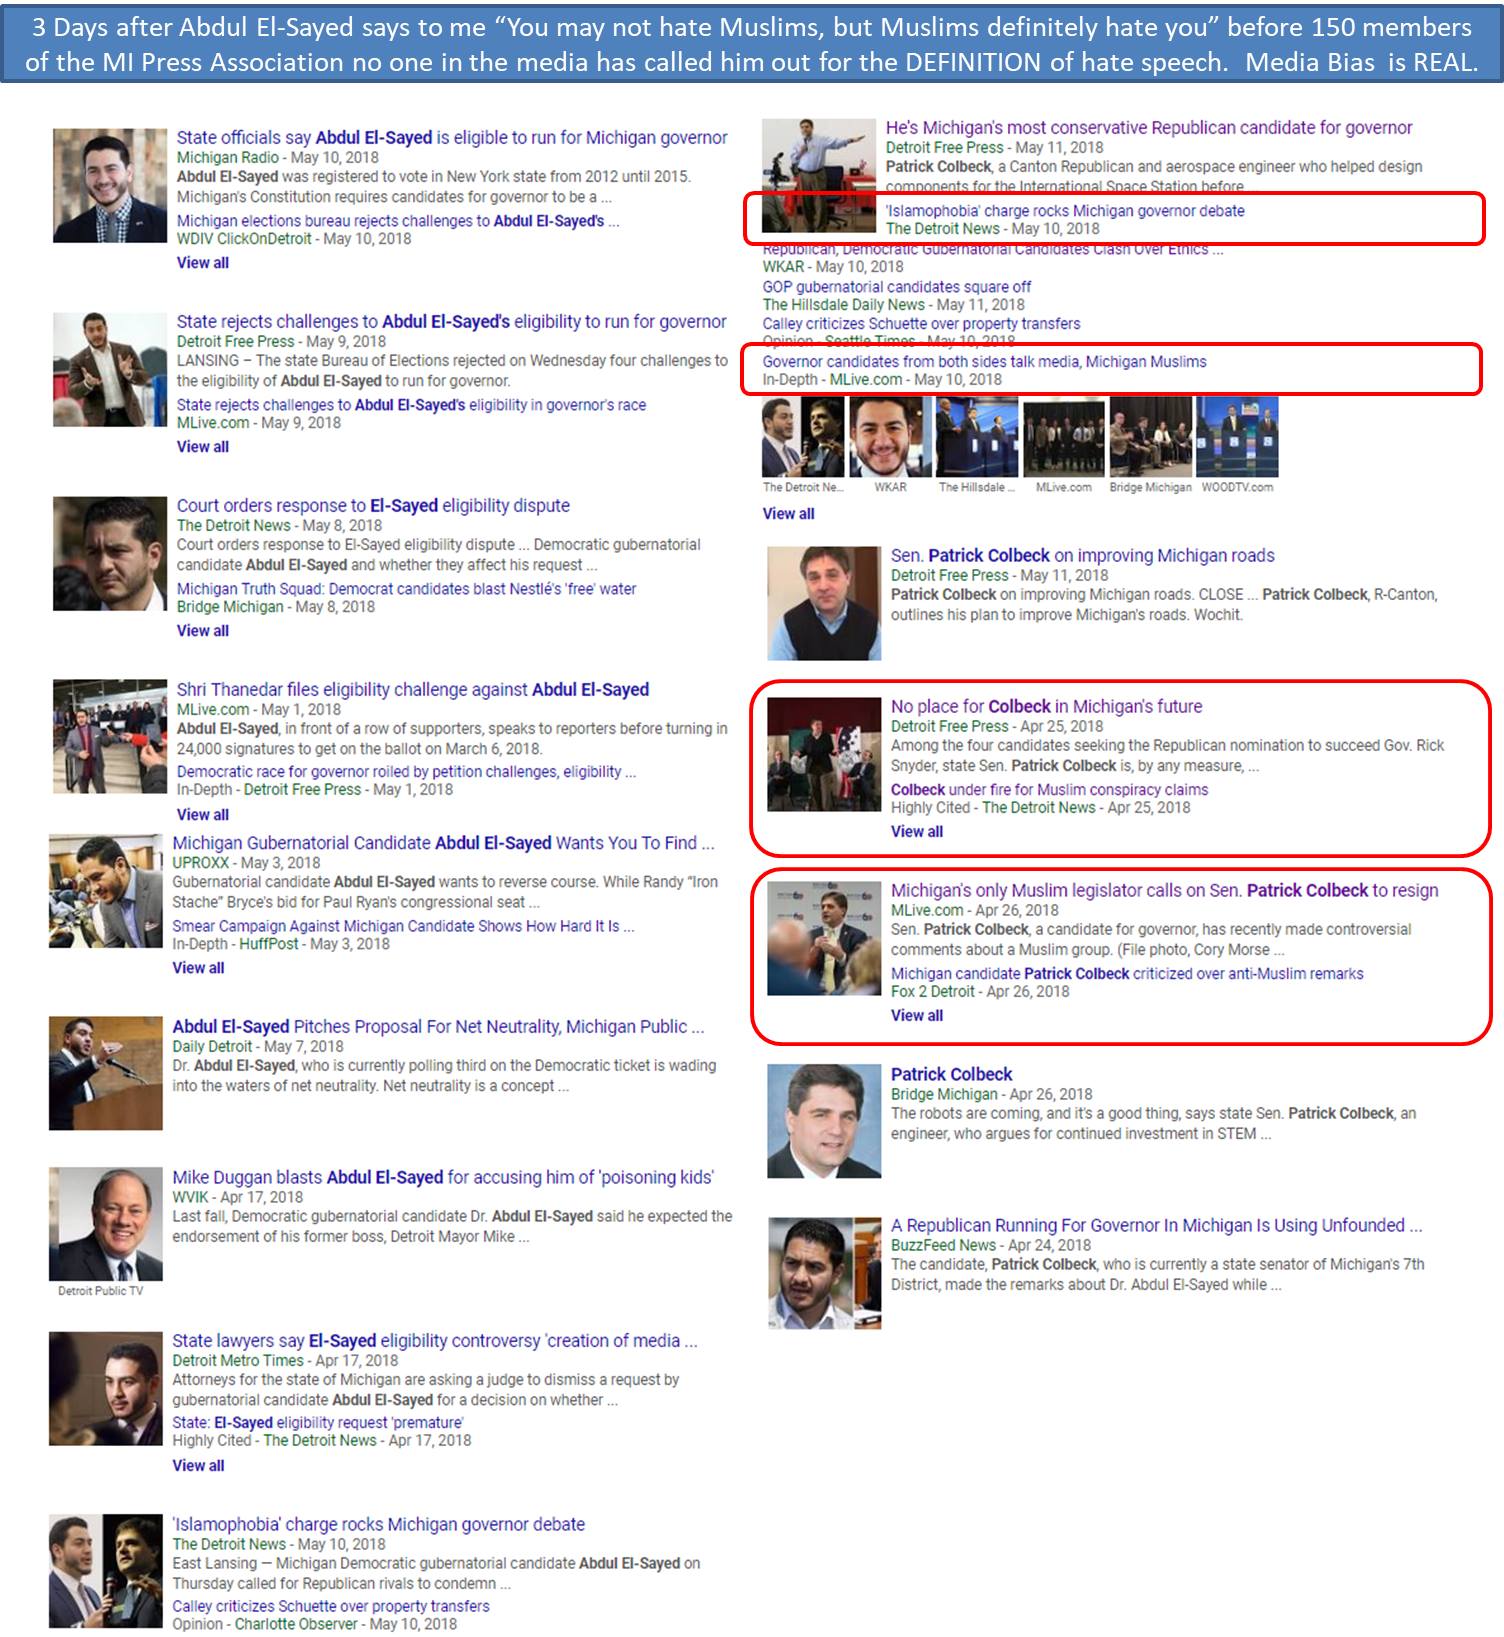 3 Days after Abdul El-Sayed says to me “You may not hate Muslims, but Muslims definitely hate you” before 150 members
of the MI Press Association no one in the media has called him out for the DEFINITION of hate speech. Media Bias is REAL.
State officials say Abdul El-Sayed is eligible to run for Michigan governor
Michigan Radio - May 10, 2018
Abdul El-Sayed was registered to vote in New York state from 2012 until 2015.
Michigan's Constitution requires candidates for governor to be a ...
Michigan elections bureau rejects challenges to Abdul El-Sayed's ...
WDIV ClickOnDetroit - May 10, 2018
View all
State rejects challenges to Abdul El-Sayed's eligibility to run for governor
Detroit Free Press - May 9, 2018
LANSING – The state Bureau of Elections rejected on Wednesday four challenges to
the eligibility of Abdul El-Sayed to run for governor.
State rejects challenges to Abdul El-Sayed's eligibility in governor's race
MLive.com - May 9, 2018
View all
Court orders response to El-Sayed eligibility dispute
The Detroit News - May 8, 2018
Court orders response to El-Sayed eligibility dispute ... Democratic gubernatorial
candidate Abdul El-Sayed and whether they affect his request ...
Michigan Truth Squad: Democrat candidates blast Nestlé's 'free' water
Bridge Michigan - May 8, 2018
View all
Shri Thanedar files eligibility challenge against Abdul El-Sayed
MLive.com - May 1, 2018
Abdul El-Sayed, in front of a row of supporters, speaks to reporters before turning in
24,000 signatures to get on the ballot on March 6, 2018.
Democratic race for governor roiled by petition challenges, eligibility ...
In-Depth - Detroit Free Press - May 1, 2018
View all
Michigan Gubernatorial Candidate Abdul El-Sayed Wants You To Find ...
UPROXX - May 3, 2018
Gubernatorial candidate Abdul El-Sayed wants to reverse course. While Randy “Iron
Stache” Bryce's bid for Paul Ryan's congressional seat ...
Smear Campaign Against Michigan Candidate Shows How Hard It Is ...
In-Depth - HuffPost - May 3, 2018
View all
Abdul El-Sayed Pitches Proposal For Net Neutrality, Michigan Public ...
Daily Detroit - May 7, 2018
Dr. Abdul El-Sayed, who is currently polling third on the Democratic ticket is wading
into the waters of net neutrality. Net neutrality is a concept ...
Mike Duggan blasts Abdul El-Sayed for accusing him of 'poisoning kids'
WVIK - Apr 17, 2018
Last fall, Democratic gubernatorial candidate Dr. Abdul El-Sayed said he expected the
endorsement of his former boss, Detroit Mayor Mike ...
Detroit Public TV
State lawyers say El-Sayed eligibility controversy 'creation of media ...
Detroit Metro Times - Apr 17, 2018
Attorneys for the state of Michigan are asking a judge to dismiss a request by
gubernatorial candidate Abdul El-Sayed for a decision on whether ...
State: El-Sayed eligibility request 'premature'
Highly Cited - The Detroit News - Apr 17, 2018
View all
'Islamophobia' charge rocks Michigan governor debate
The Detroit News - May 10, 2018
East Lansing — Michigan Democratic gubernatorial candidate Abdul El-Sayed on
Thursday called for Republican rivals to condemn ...
Calley criticizes Schuette over property transfers
Opinion - Charlotte Observer - May 10, 2018
He's Michigan's most conservative Republican candidate for governor
Detroit Free Press - May 11, 2018
Patrick Colbeck, a Canton Republican and aerospace engineer who helped design
components for the International Space Station before ...
'Islamophobia' charge rocks Michigan governor debate
The Detroit News - May 10, 2018
Republican, Democratic Gubernatorial Candidates Clash Over Ethics ...
WKAR - May 10, 2018
GOP gubernatorial candidates square off
The Hillsdale Daily News - May 11, 2018
Calley criticizes Schuette over property transfers
Opinion - Seattle Times - May 10, 2018
Governor candidates from both sides talk media, Michigan Muslims
In-Depth - MLive.com - May 10, 2018
The Detroit Ne... WKAR The Hillsdale ... MLive.com Bridge Michigan WOODTV.com
View all
Sen. Patrick Colbeck on improving Michigan roads
Detroit Free Press - May 11, 2018
Patrick Colbeck on improving Michigan roads. CLOSE ... Patrick Colbeck, R-Canton,
outlines his plan to improve Michigan's roads. Wochit.
No place for Colbeck in Michigan's future
Detroit Free Press - Apr 25, 2018
Among the four candidates seeking the Republican nomination to succeed Gov. Rick
Snyder, state Sen. Patrick Colbeck is, by any measure, ...
Colbeck under fire for Muslim conspiracy claims
Highly Cited - The Detroit News - Apr 25, 2018
View all
Michigan's only Muslim legislator calls on Sen. Patrick Colbeck to resign
MLive.com - Apr 26, 2018
Sen. Patrick Colbeck, a candidate for governor, has recently made controversial
comments about a Muslim group. (File photo, Cory Morse ...
Michigan candidate Patrick Colbeck criticized over anti-Muslim remarks
Fox 2 Detroit - Apr 26, 2018
View all
Patrick Colbeck
Bridge Michigan - Apr 26, 2018
The robots are coming, and it's a good thing, says state Sen. Patrick Colbeck, an
engineer, who argues for continued investment in STEM ...
A Republican Running For Governor In Michigan Is Using Unfounded ...
BuzzFeed News - Apr 24, 2018
The candidate, Patrick Colbeck, who is currently a state senator of Michigan's 7th
District, made the remarks about Dr. Abdul El-Sayed while ...